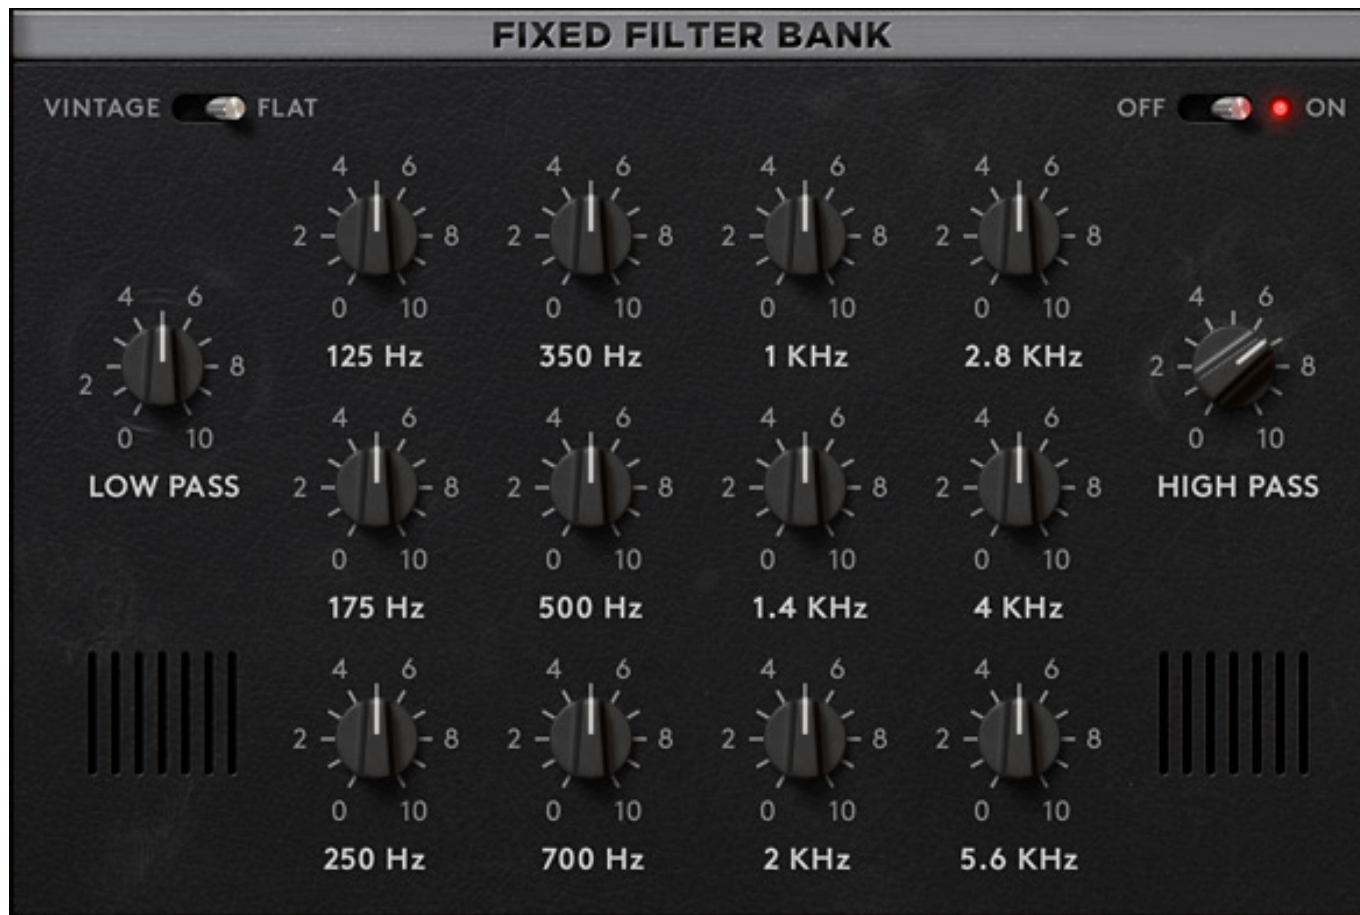 FIXED FILTER BANK
VINTAGE FLAT OFF ON
4 6 4 6 4 6 4 6
2 8 2 8 2 8 2 8
0 10 0 10 0 10 0 10
125 Hz 350 Hz 1 KHz 2.8 KHz
4 6 4 6
2 8 2 8
0 10 0 10
LOW PASS HIGH PASS
4 6 4 6 4 6 4 6
2 8 2 8 2 8 2 8
0 10 0 10 0 10 0 10
175 Hz 500 Hz 1.4 KHz 4 KHz
4 6 4 6 4 6 4 6
2 8 2 8 2 8 2 8
0 10 0 10 0 10 0 10
250 Hz 700 Hz 2 KHz 5.6 KHz